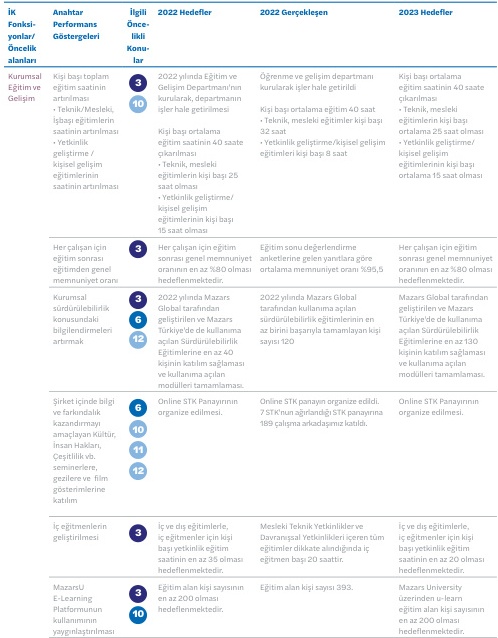 İK
Fonksi-
yonlar/
Öncelik
alanları
Anahtar
Performans
Göstergeleri
İlgili
Önce-
likli
Konu-
lar
2022 Hedefler
2022 Gerçekleşen
2023 Hedefler
Kurumsal
Eğitim ve
Gelişim
Kişi başı toplam
eğitim saatinin
artırılması
• Teknik/Mesleki,
İşbaşı eğitimlerin
saatinin artırılması
• Yetkinlik
geliştirme /
kişisel gelişim
eğitimlerinin
saatinin artırılması
3
10
2022 yılında Eğitim ve
Gelişim Departmanı'nın
kurularak, departmanın
işler hale getirilmesi
Kişi başı ortalama
eğitim saatinin 40 saate
çıkarılması
• Teknik, mesleki
eğitimlerin kişi başı 25
saat olması
• Yetkinlik geliştirme/
kişisel gelişim
eğitimlerinin kişi başı
15 saat olması
Öğrenme ve gelişim departmanı
kurularak işler hale getirildi
Kişi başı ortalama eğitim 40 saat
• Teknik, mesleki eğitimler kişi başı
32 saat
• Yetkinlik geliştirme/kişisel gelişim
eğitimleri kişi başı 8 saat
Kişi başı ortalama
eğitim saatinin 40 saate
çıkarılması
• Teknik, mesleki
eğitimlerin kişi başı
ortalama 25 saat olması
• Yetkinlik geliştirme/
kişisel gelişim
eğitimlerinin kişi başı
ortalama 15 saat olması
Her çalışan için
eğitim sonrası
eğitimden genel
memnuniyet oranı
3
Her çalışan için eğitim
sonrası genel memnuniyet
oranının en az %80 olması
hedeflenmektedir.
Eğitim sonu değerlendirme
anketlerine gelen yanıtlara göre
ortalama memnuniyet oranı %95,5
Her çalışan için eğitim
sonrası genel memnuniyet
oranının en az %80 olması
hedeflenmektedir.
Kurumsal
sürdürülebilirlik
konusundaki
bilgilendirmeleri
artırmak
3
6
12
2022 yılında Mazars
Global tarafından
geliştirilen ve Mazars
Türkiye'de de kullanıma
açılan Sürdürülebilirlik
Eğitimlerine en az 40
kişinin katılım sağlaması
ve kullanıma açılan
modülleri tamamlaması.
2022 yılında Mazars Global
tarafından kullanıma açılan
sürdürülebilirlik eğitimlerinin en
az birini başarıyla tamamlayan kişi
sayısı 120
Mazars Global tarafından
geliştirilen ve Mazars
Türkiye'de de kullanıma
açılan Sürdürülebilirlik
Eğitimlerine en az 130
kişinin katılım sağlaması
ve kullanıma açılan
modülleri tamamlaması.
Şirket içinde bilgi
ve farkındalık
kazandırmayı
amaçlayan Kültür,
İnsan Hakları,
Çeşitlilik vb.
seminerlere,
gezilere ve film
gösterimlerine
katılım
6
10
11
12
Online STK Panayırının
organize edilmesi.
Online STK panayırı organize edildi.
7 STK'nun ağırlandığı STK panayırına
189 çalışma arkadaşımız katıldı.
Online STK Panayırının
organize edilmesi.
İç eğitmenlerin
geliştirilmesi
3
İç ve dış eğitimlerle,
iç eğitmenler için kişi
başı yetkinlik eğitim
saatinin en az 35 olması
hedeflenmektedir.
Mesleki Teknik Yetkinlikler ve
Davranışsal Yetkinlikleri içeren tüm
eğitimler dikkate alındığında iç
eğitmen başı 20 saattir.
İç ve dış eğitimlerle,
iç eğitmenler için kişi
başı yetkinlik eğitim
saatinin en az 20 olması
hedeflenmektedir.
MazarsU
E-Learning
Platformunun
kullanımının
yaygınlaştırılması
3
10
Eğitim alan kişi sayısının
en az 200 olması
hedeflenmektedir.
Eğitim alan kişi sayısı 393.
Mazars University
üzerinden u-learn
eğitim alan kişi sayısının
en az 200 olması
hedeflenmektedir.